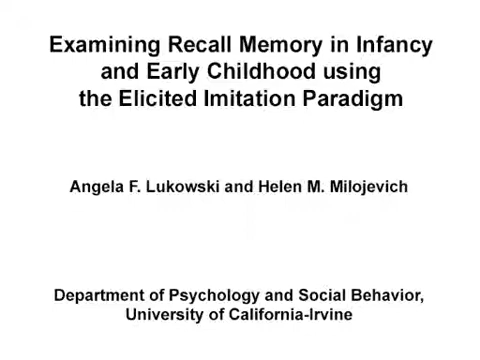 Examining Recall Memory in Infancy
and Early Childhood using
the Elicited Imitation Paradigm
Angela F. Lukowski and Helen M. Milojevich
Department of Psychology and Social Behavior,
University of California-Irvine